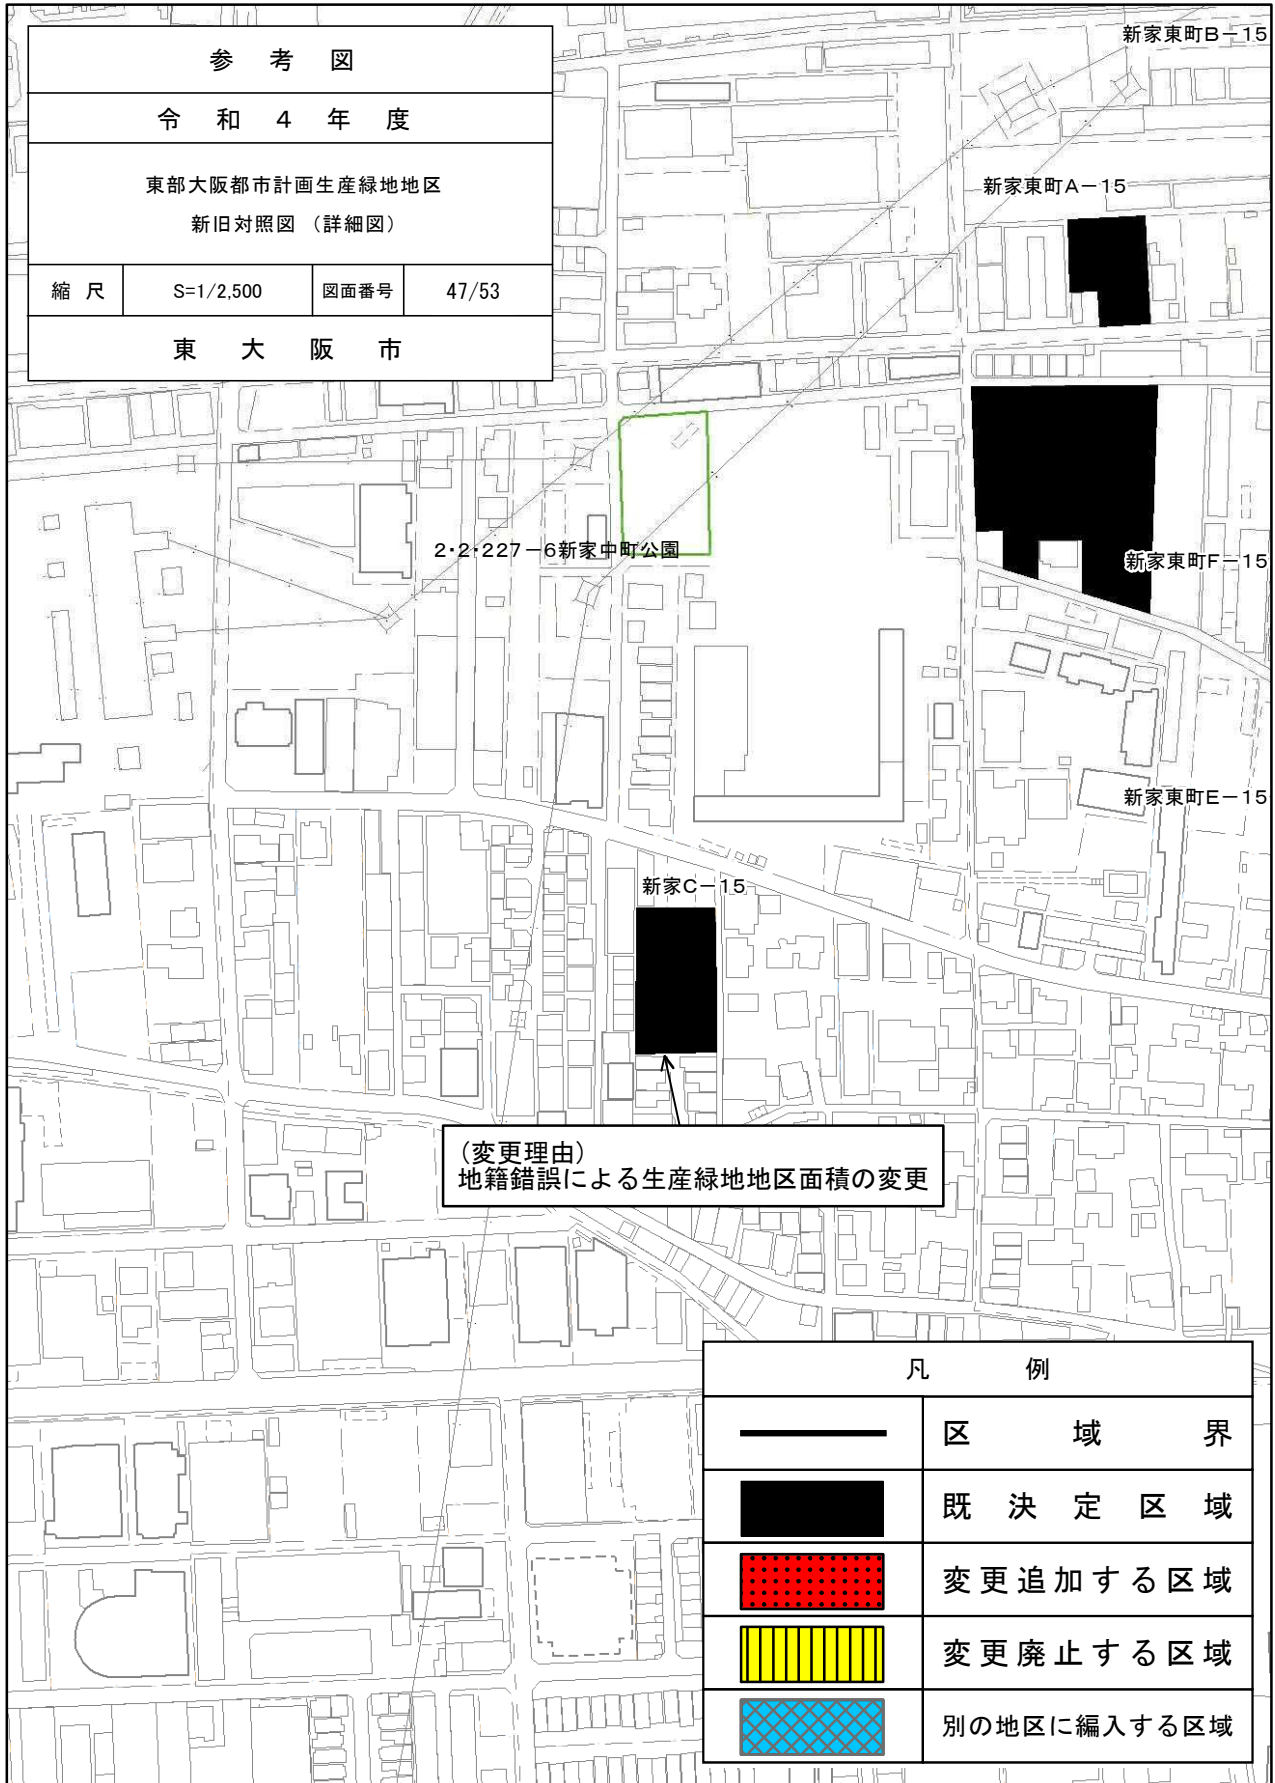 参考図
令和4年度
東部大阪都市計画生産緑地地区
新旧対照図 (詳細図)
縮尺 S=1/2,500 図面番号 47/53
東大阪市
新家東町B-15
新家東町A-15
2・2・227-6新家中町公園
新家東町F-15
新家東町E-15
新家C-15
(変更理由)
地籍錯誤による生産緑地地区面積の変更
凡例
区域界
既決定区域
変更追加する区域
変更廃止する区域
別の地区に編入する区域